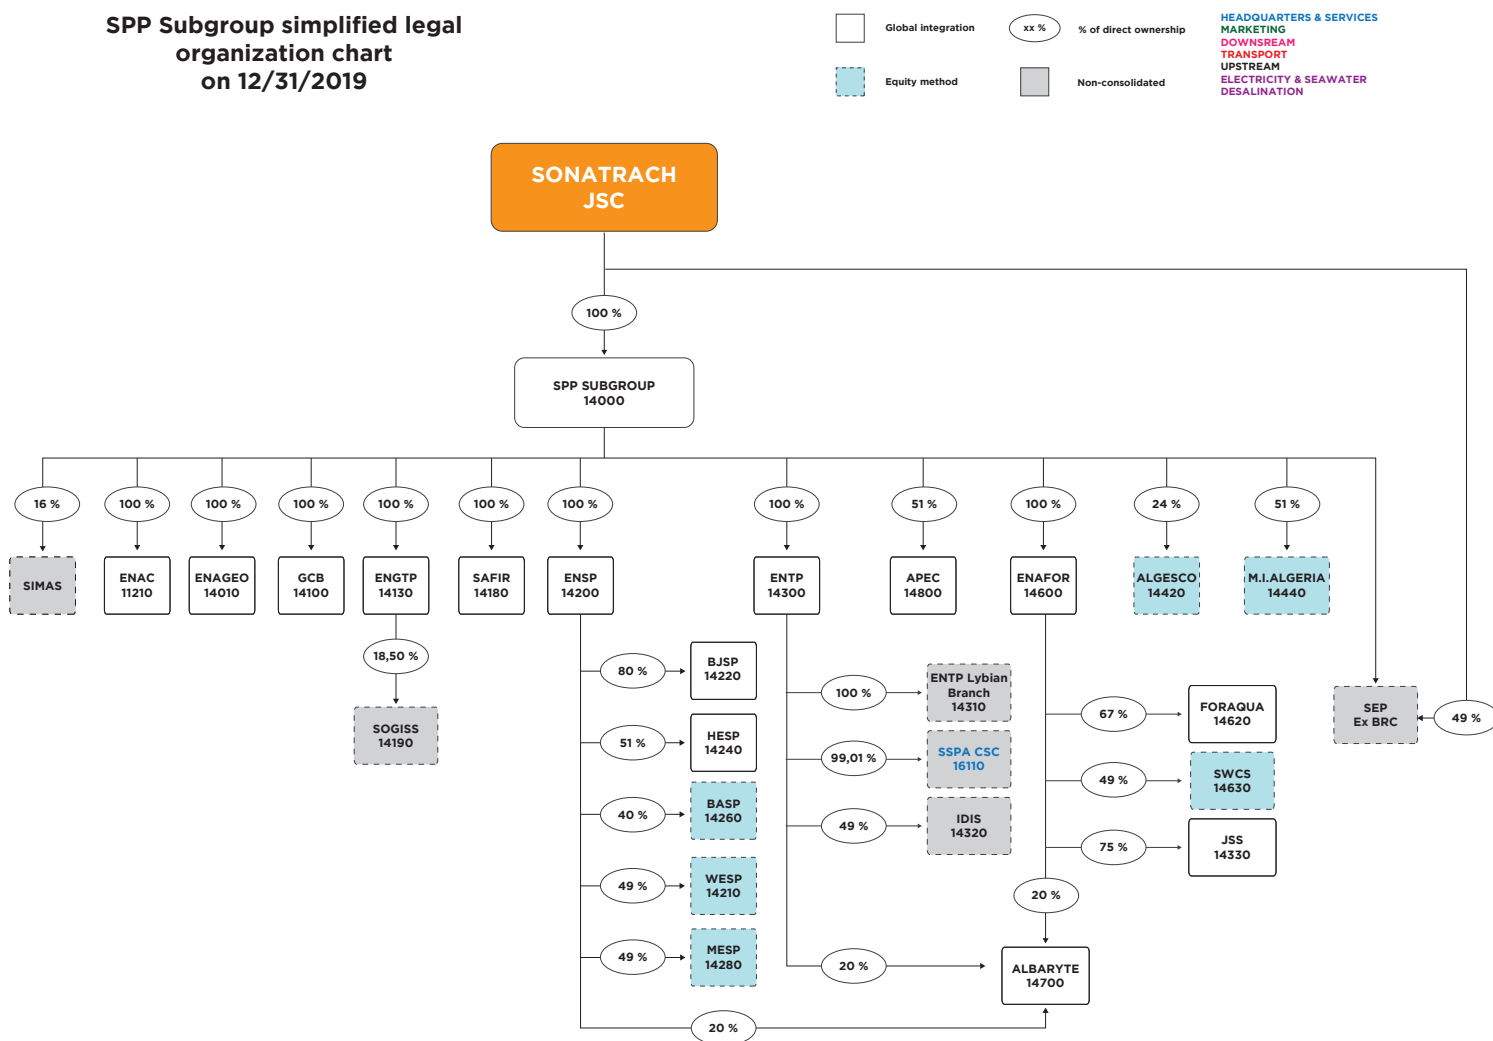 SPP Subgroup simplified legal
organization chart
on 12/31/2019
Global integration
xx %
% of direct ownership
Equity method
Non-consolidated
HEADQUARTERS & SERVICES
MARKETING
DOWNSREAM
TRANSPORT
UPSTREAM
ELECTRICITY & SEAWATER
DESALINATION
SONATRACH
JSC
100 %
SPP SUBGROUP
14000
16 %
100 %
100 %
100 %
100 %
100 %
100 %
100 %
51 %
100 %
24 %
51 %
SIMAS
ENAC
11210
ENAGEO
14010
GCB
14100
ENGTP
14130
SAFIR
14180
ENSP
14200
ENTP
14300
APEC
14800
ENAFOR
14600
ALGESCO
14420
M.I.ALGERIA
14440
18,50 %
SOGISS
14190
80 %
BJSP
14220
51 %
HESP
14240
40 %
BASP
14260
49 %
WESP
14210
49 %
MESP
14280
20 %
100 %
ENTP Lybian
Branch
14310
99,01 %
SSPA CSC
16110
49 %
IDIS
14320
20 %
67 %
FORAQUA
14620
49 %
SWCS
14630
75 %
JSS
14330
20 %
ALBARYTE
14700
SEP
Ex BRC
49 %